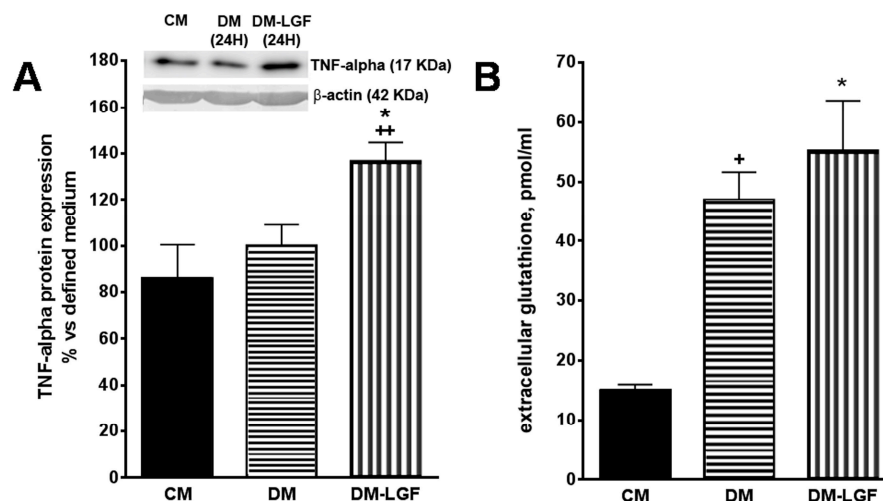 A
CM DM DM-LGF
(24H) (24H)
TNF-alpha (17 KDa)
β-actin (42 KDa)
TNF-alpha protein expression
% vs defined medium
180
160
140
120
100
80
60
40
20
0
*
++
CM DM DM-LGF
B
extracellular glutathione, pmol/ml
70
60
50
40
30
20
10
0
+
*
CM DM DM-LGF